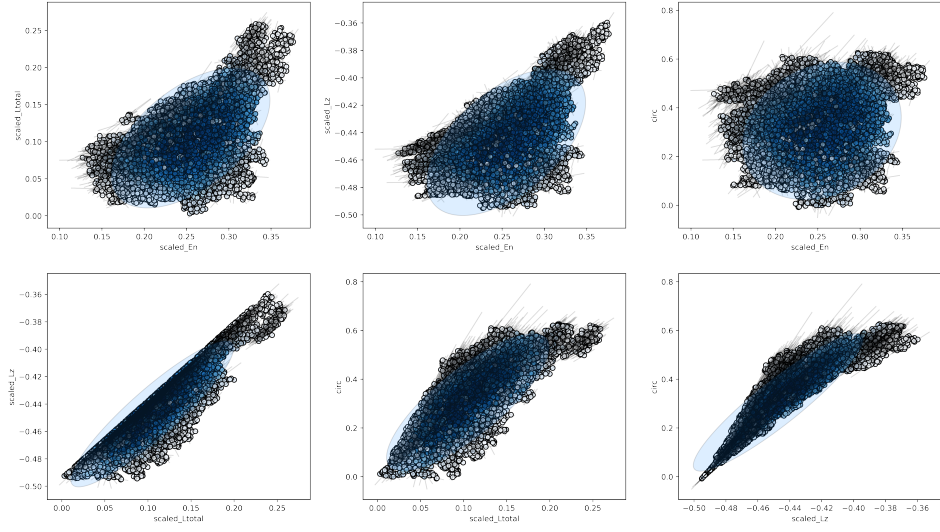 0.25
0.20
0.15
0.10
0.05
0.00
scaled_Ltotal
0.10 0.15 0.20 0.25 0.30 0.35
scaled_En
−0.36
−0.38
−0.40
−0.42
−0.44
−0.46
−0.48
−0.50
scaled_Lz
0.10 0.15 0.20 0.25 0.30 0.35
scaled_En
0.8
0.6
0.4
0.2
0.0
circ
0.10 0.15 0.20 0.25 0.30 0.35
scaled_En
−0.36
−0.38
−0.40
−0.42
−0.44
−0.46
−0.48
−0.50
scaled_Lz
0.00 0.05 0.10 0.15 0.20 0.25
scaled_Ltotal
0.8
0.6
0.4
0.2
0.0
circ
0.00 0.05 0.10 0.15 0.20 0.25
scaled_Ltotal
0.8
0.6
0.4
0.2
0.0
circ
−0.50 −0.48 −0.46 −0.44 −0.42 −0.40 −0.38 −0.36
scaled_Lz